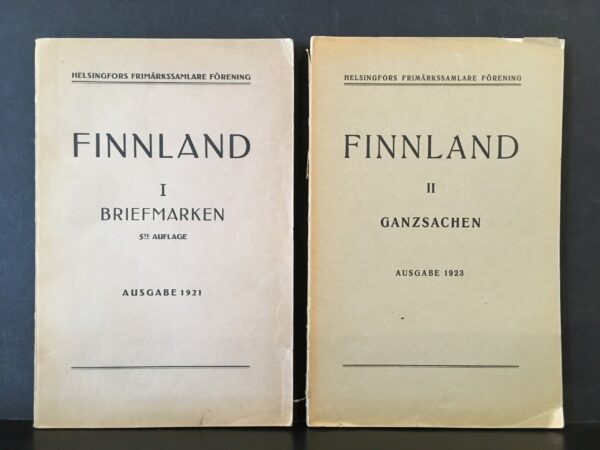 HELSINGFORS FRIMÄRKSSAMLARE FÖRENING
FINNLAND
I
BRIEFMARKEN
5TE AUFLAGE
AUSGABE 1921
HELSINGFORS FRIMÄRKSSAMLARE FÖRENING
FINNLAND
II
GANZSACHEN
AUSGABE 1923